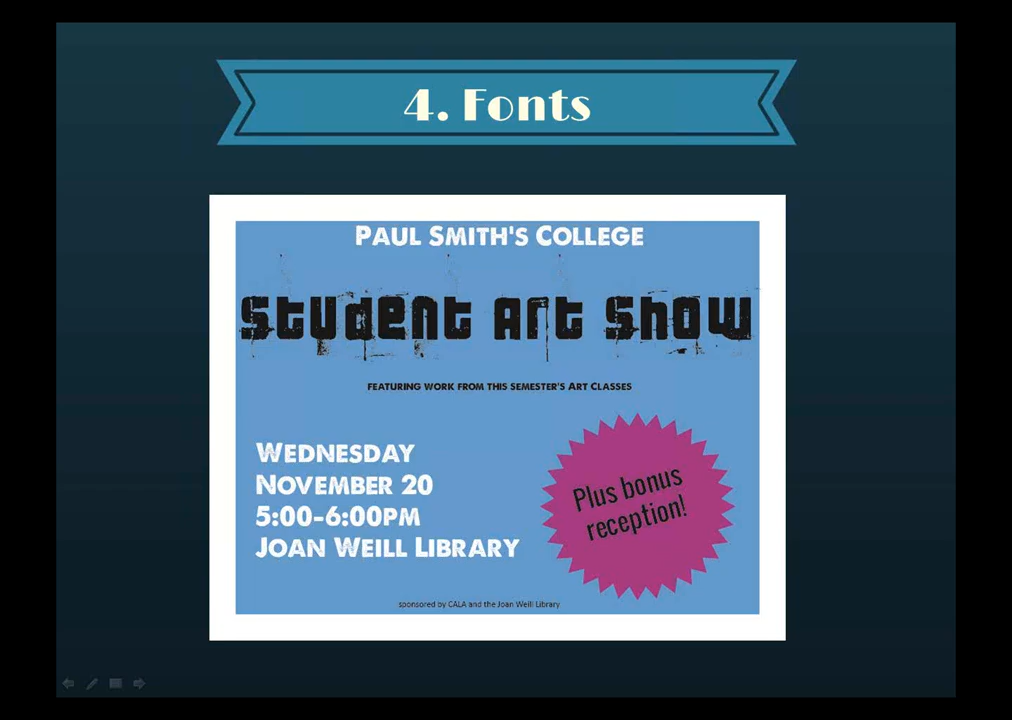 4. Fonts
Paul Smith's College
Student Art Show
featuring work from this semester's Art Classes
Wednesday
November 20
5:00-6:00pm
Joan Weill Library
Plus bonus
reception!
sponsored by CALA and the Joan Weill Library